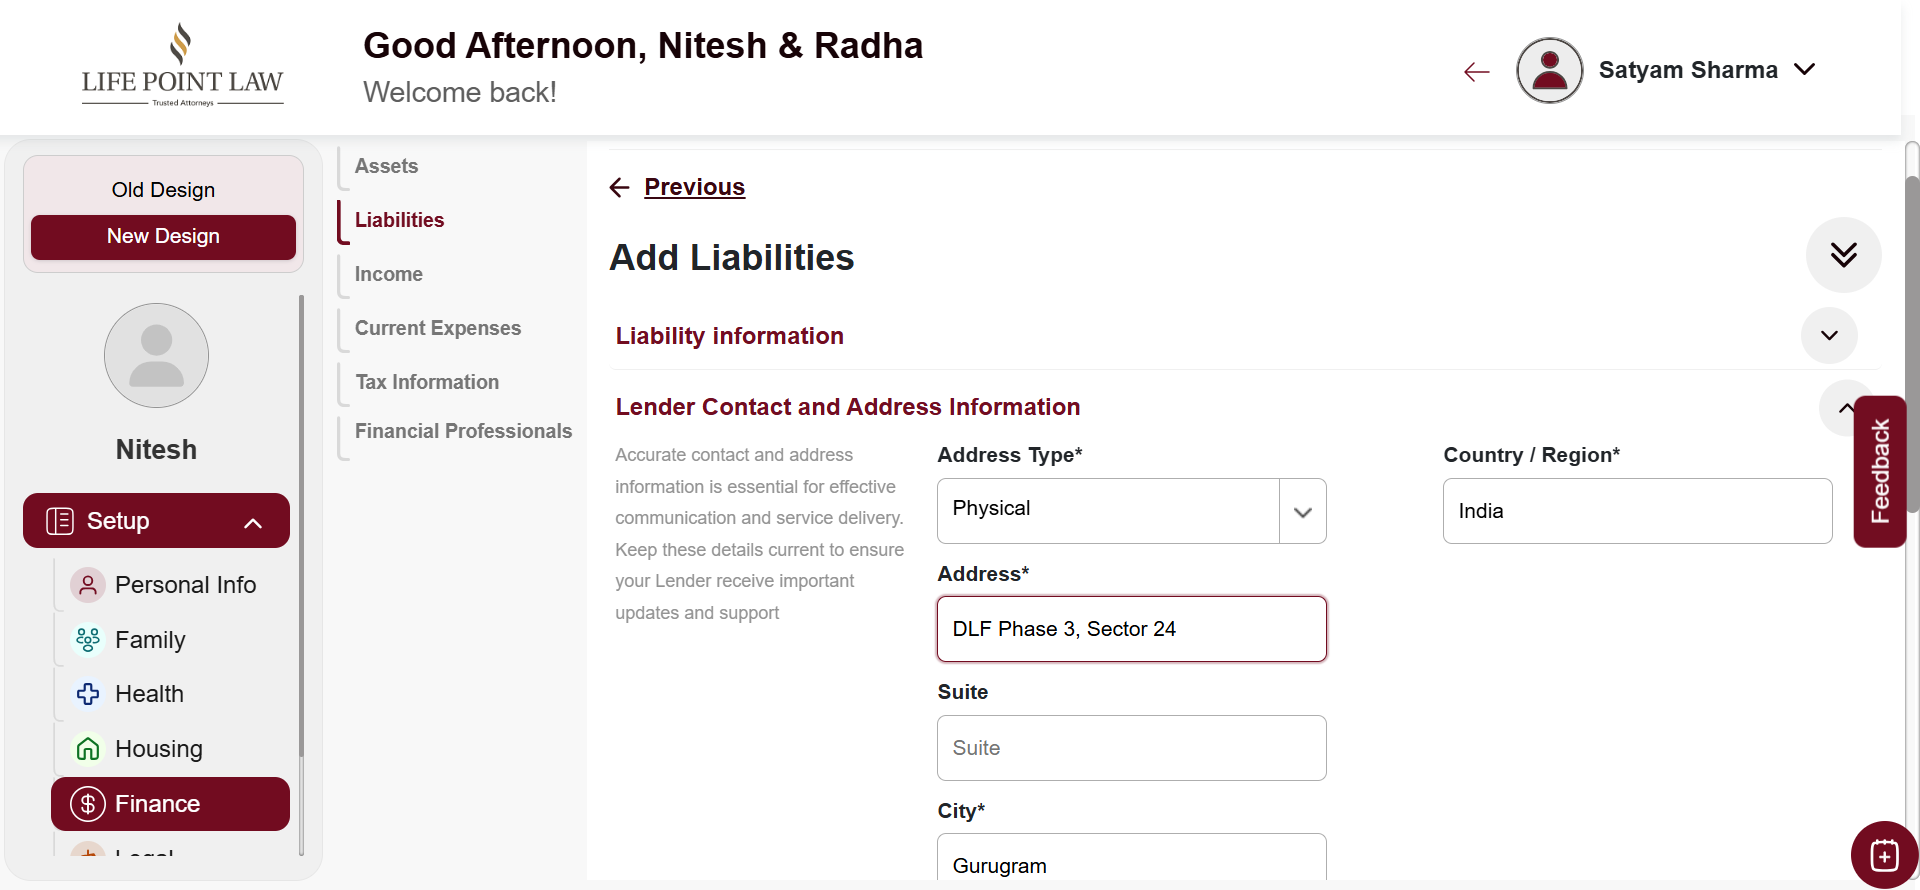 LIFE POINT LAW
Trusted Attorneys
Good Afternoon, Nitesh & Radha
Welcome back!
Satyam Sharma
Old Design
New Design
Nitesh
Setup
Personal Info
Family
Health
Housing
Finance
Legal
Assets
Liabilities
Income
Current Expenses
Tax Information
Financial Professionals
Previous
Add Liabilities
Liability information
Lender Contact and Address Information
Accurate contact and address
information is essential for effective
communication and service delivery.
Keep these details current to ensure
your Lender receive important
updates and support
Address Type*
Physical
Country / Region*
India
Address*
DLF Phase 3, Sector 24
Suite
Suite
City*
Gurugram
Feedback